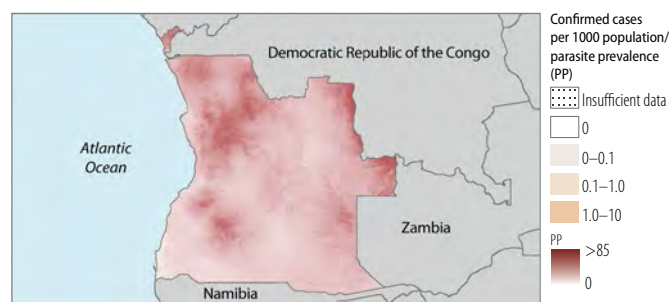 Democratic Republic of the Congo
Atlantic
Ocean
Zambia
Namibia
Confirmed cases
per 1000 population/
parasite prevalence
(PP)
Insufficient data
0
0–0.1
0.1–1.0
1.0–10
PP
>85
0